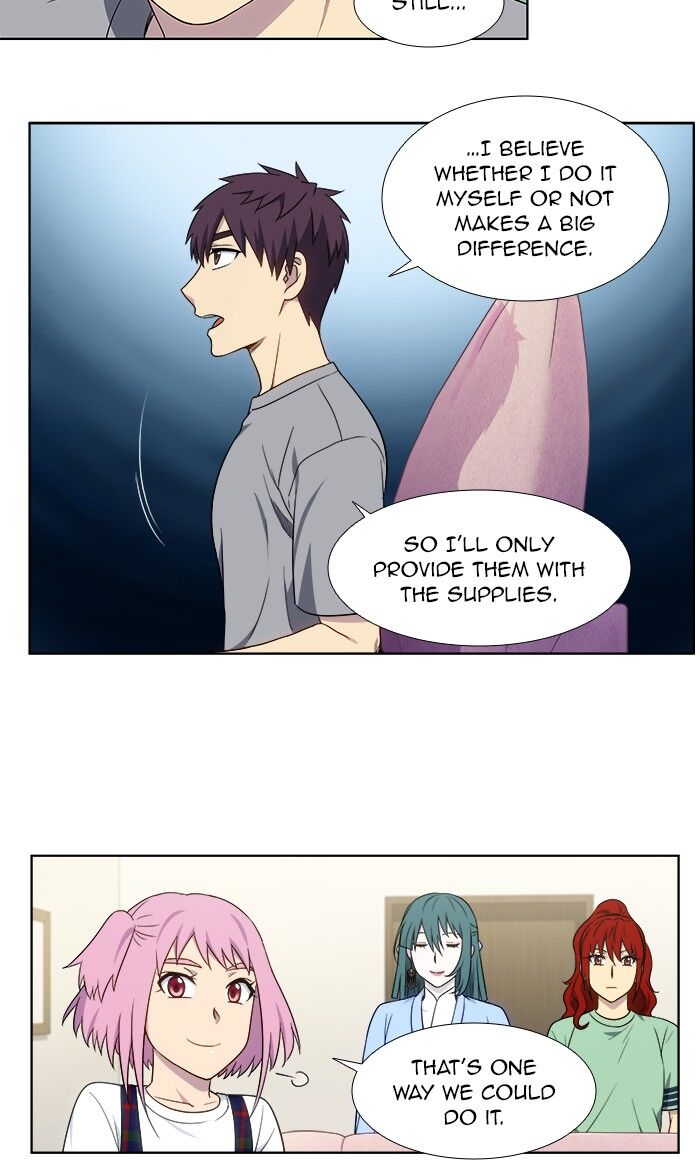 STILL...
...I BELIEVE
WHETHER I DO IT
MYSELF OR NOT
MAKES A BIG
DIFFERENCE.
SO I'LL ONLY
PROVIDE THEM WITH
THE SUPPLIES.
THAT'S ONE
WAY WE COULD
DO IT.